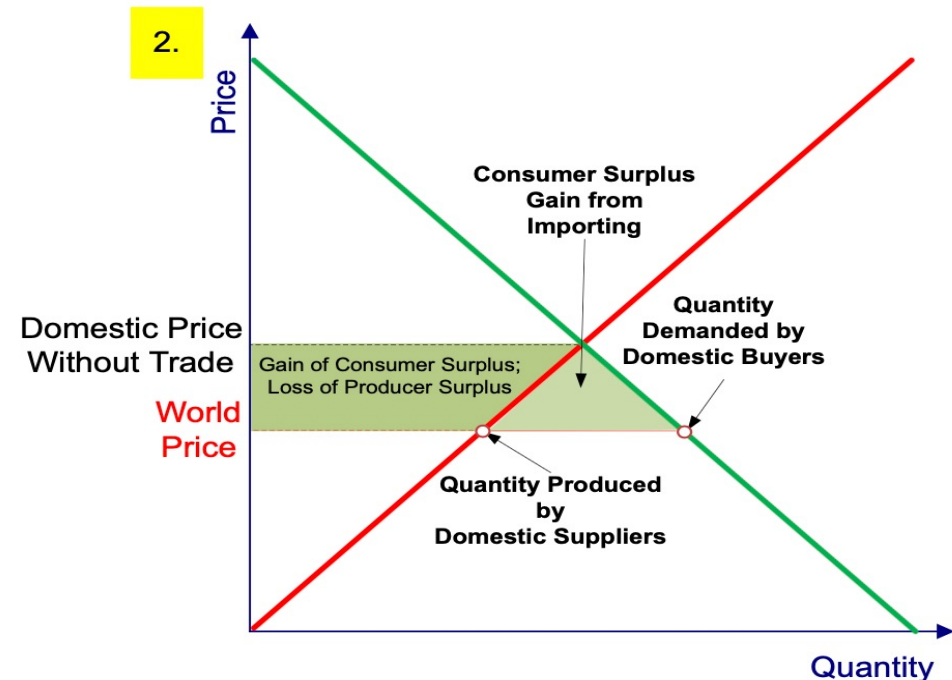 2.
Price
Consumer Surplus
Gain from
Importing
Quantity
Demanded by
Domestic Buyers
Domestic Price
Without Trade
Gain of Consumer Surplus;
Loss of Producer Surplus
World
Price
Quantity Produced
by
Domestic Suppliers
Quantity